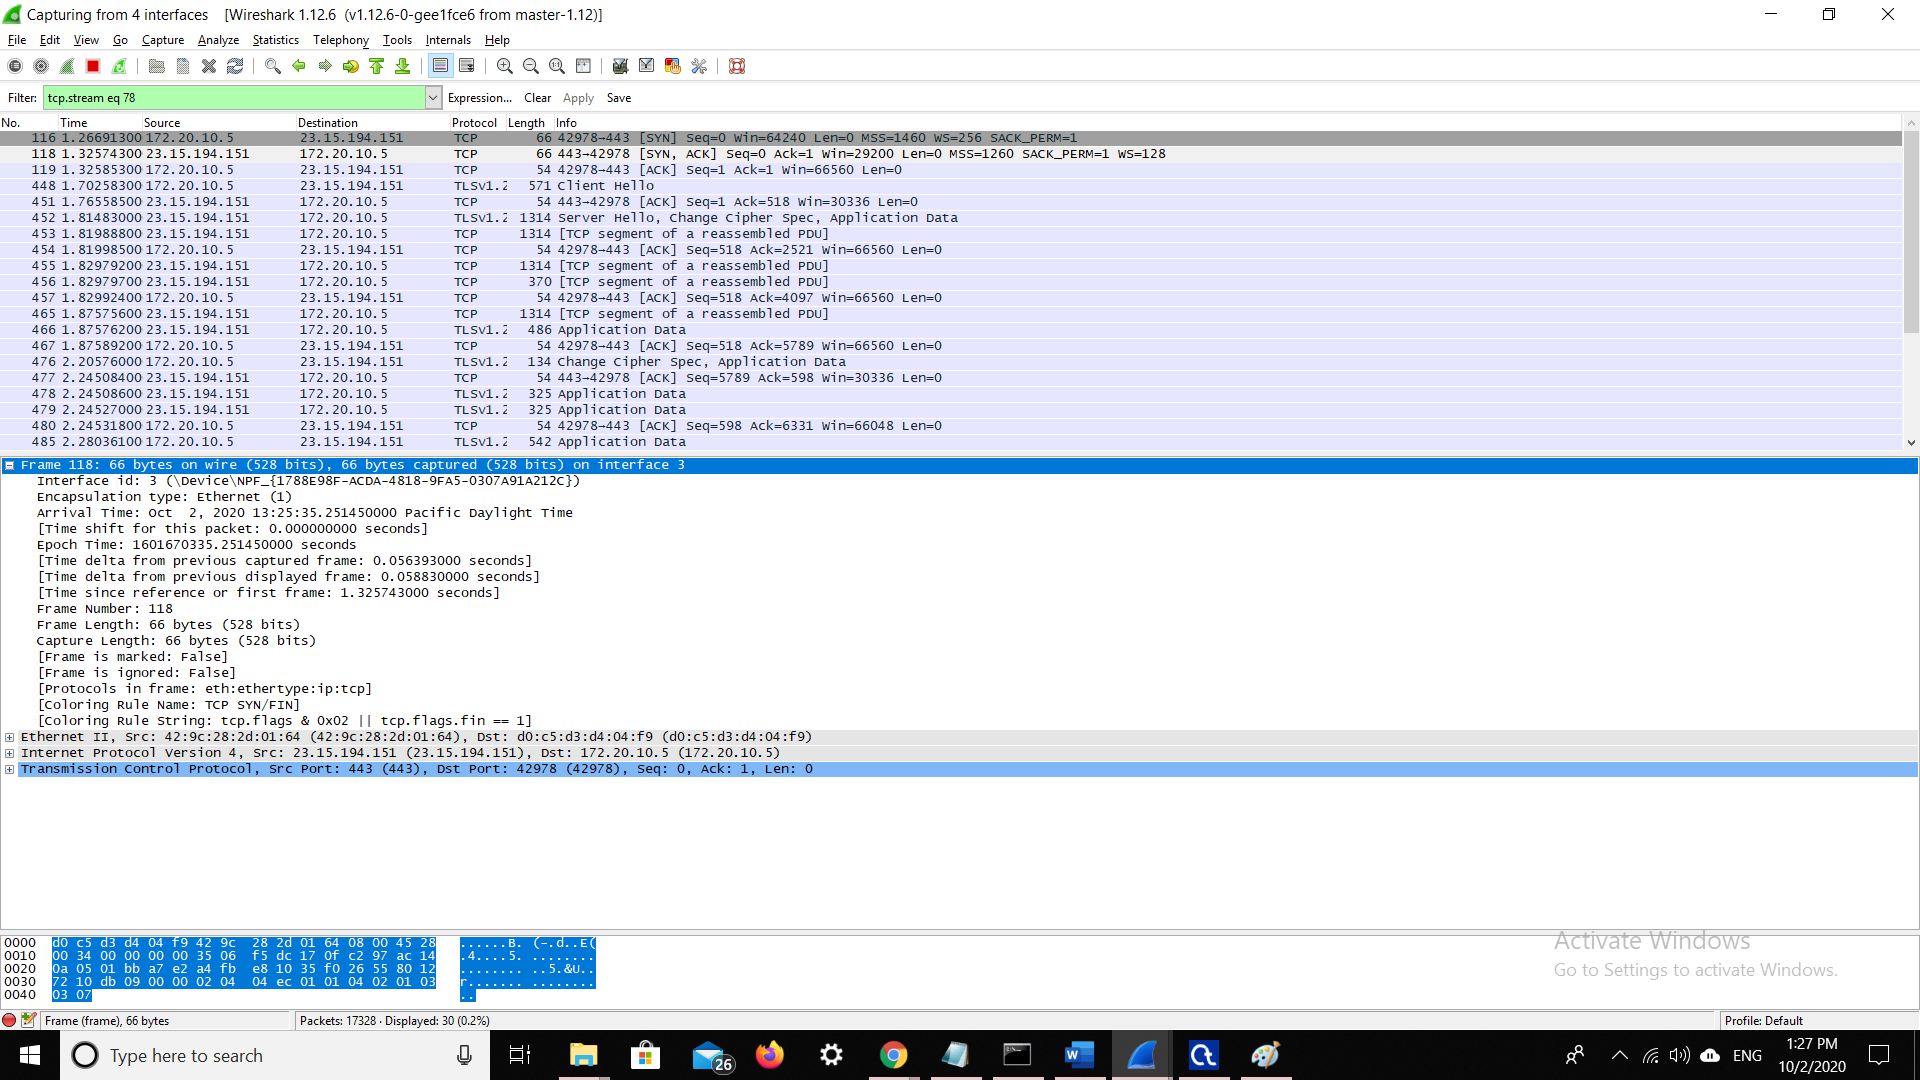 Capturing from 4 interfaces [Wireshark 1.12.6 (v1.12.6-0-gee1fce6 from master-1.12)]
File Edit View Go Capture Analyze Statistics Telephony Tools Internals Help
Filter: tcp.stream eq 78 Expression... Clear Apply Save
No. Time Source Destination Protocol Length Info
116 1.26691300 172.20.10.5 23.15.194.151 TCP 66 42978→443 [SYN] Seq=0 Win=64240 Len=0 MSS=1460 WS=256 SACK_PERM=1
118 1.32574300 23.15.194.151 172.20.10.5 TCP 66 443→42978 [SYN, ACK] Seq=0 Ack=1 Win=29200 Len=0 MSS=1260 SACK_PERM=1 WS=128
119 1.32585300 172.20.10.5 23.15.194.151 TCP 54 42978→443 [ACK] Seq=1 Ack=1 Win=66560 Len=0
448 1.70258300 172.20.10.5 23.15.194.151 TLSv1.2 571 Client Hello
451 1.76558500 23.15.194.151 172.20.10.5 TCP 54 443→42978 [ACK] Seq=1 Ack=518 Win=30336 Len=0
452 1.81483000 23.15.194.151 172.20.10.5 TLSv1.2 1314 Server Hello, Change Cipher Spec, Application Data
453 1.81988800 23.15.194.151 172.20.10.5 TCP 1314 [TCP segment of a reassembled PDU]
454 1.81998500 172.20.10.5 23.15.194.151 TCP 54 42978→443 [ACK] Seq=518 Ack=2521 Win=66560 Len=0
455 1.82979200 23.15.194.151 172.20.10.5 TCP 1314 [TCP segment of a reassembled PDU]
456 1.82979700 23.15.194.151 172.20.10.5 TCP 370 [TCP segment of a reassembled PDU]
457 1.82992400 172.20.10.5 23.15.194.151 TCP 54 42978→443 [ACK] Seq=518 Ack=4097 Win=66560 Len=0
465 1.87575600 23.15.194.151 172.20.10.5 TCP 1314 [TCP segment of a reassembled PDU]
466 1.87576200 23.15.194.151 172.20.10.5 TLSv1.2 486 Application Data
467 1.87589200 172.20.10.5 23.15.194.151 TCP 54 42978→443 [ACK] Seq=518 Ack=5789 Win=66560 Len=0
476 2.20576000 172.20.10.5 23.15.194.151 TLSv1.2 134 Change Cipher Spec, Application Data
477 2.24508400 23.15.194.151 172.20.10.5 TCP 54 443→42978 [ACK] Seq=5789 Ack=598 Win=30336 Len=0
478 2.24508600 23.15.194.151 172.20.10.5 TLSv1.2 325 Application Data
479 2.24527000 23.15.194.151 172.20.10.5 TLSv1.2 325 Application Data
480 2.24531800 172.20.10.5 23.15.194.151 TCP 54 42978→443 [ACK] Seq=598 Ack=6331 Win=66048 Len=0
485 2.28036100 172.20.10.5 23.15.194.151 TLSv1.2 542 Application Data
Frame 118: 66 bytes on wire (528 bits), 66 bytes captured (528 bits) on interface 3
Interface id: 3 (\Device\NPF_{1788E98F-ACDA-4818-9FA5-0307A91A212C})
Encapsulation type: Ethernet (1)
Arrival Time: Oct 2, 2020 13:25:35.251450000 Pacific Daylight Time
[Time shift for this packet: 0.000000000 seconds]
Epoch Time: 1601670335.251450000 seconds
[Time delta from previous captured frame: 0.056393000 seconds]
[Time delta from previous displayed frame: 0.058830000 seconds]
[Time since reference or first frame: 1.325743000 seconds]
Frame Number: 118
Frame Length: 66 bytes (528 bits)
Capture Length: 66 bytes (528 bits)
[Frame is marked: False]
[Frame is ignored: False]
[Protocols in frame: eth:ethertype:ip:tcp]
[Coloring Rule Name: TCP SYN/FIN]
[Coloring Rule String: tcp.flags & 0x02 || tcp.flags.fin == 1]
Ethernet II, Src: 42:9c:28:2d:01:64 (42:9c:28:2d:01:64), Dst: d0:c5:d3:d4:04:f9 (d0:c5:d3:d4:04:f9)
Internet Protocol Version 4, Src: 23.15.194.151 (23.15.194.151), Dst: 172.20.10.5 (172.20.10.5)
Transmission Control Protocol, Src Port: 443 (443), Dst Port: 42978 (42978), Seq: 0, Ack: 1, Len: 0
0000 d0 c5 d3 d4 04 f9 42 9c 28 2d 01 64 08 00 45 28 ......B. (-.d..E(
0010 00 34 00 00 00 00 35 06 f5 dc 17 0f c2 97 ac 14 .4....5. ........
0020 0a 05 01 bb a7 e2 a4 fb e8 10 35 f0 26 55 80 12 ........ ..5.&U..
0030 72 10 db 09 00 00 02 04 04 ec 01 01 04 02 01 03 r....... ........
0040 03 07 ..
Activate Windows
Go to Settings to activate Windows.
Frame (frame), 66 bytes Packets: 17328 · Displayed: 30 (0.2%) Profile: Default
Type here to search 26 ENG 1:27 PM
10/2/2020